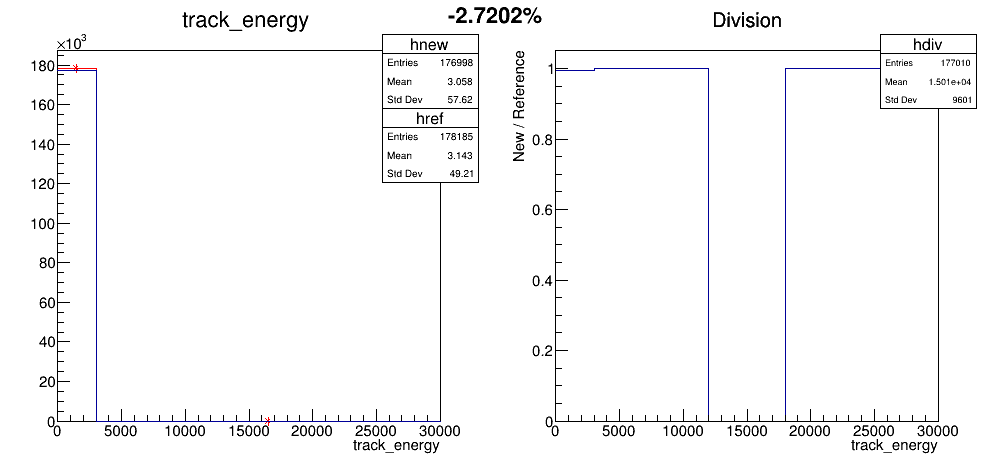 track_energy
-2.7202%
Division
×10³
hnew
Entries 176998
Mean 3.058
Std Dev 57.62
href
Entries 178185
Mean 3.143
Std Dev 49.21
180
160
140
120
100
80
60
40
20
0
0 5000 10000 15000 20000 25000 30000
track_energy
hdiv
Entries 177010
Mean 1.501e+04
Std Dev 9601
New / Reference
1
0.8
0.6
0.4
0.2
0
0 5000 10000 15000 20000 25000 30000
track_energy